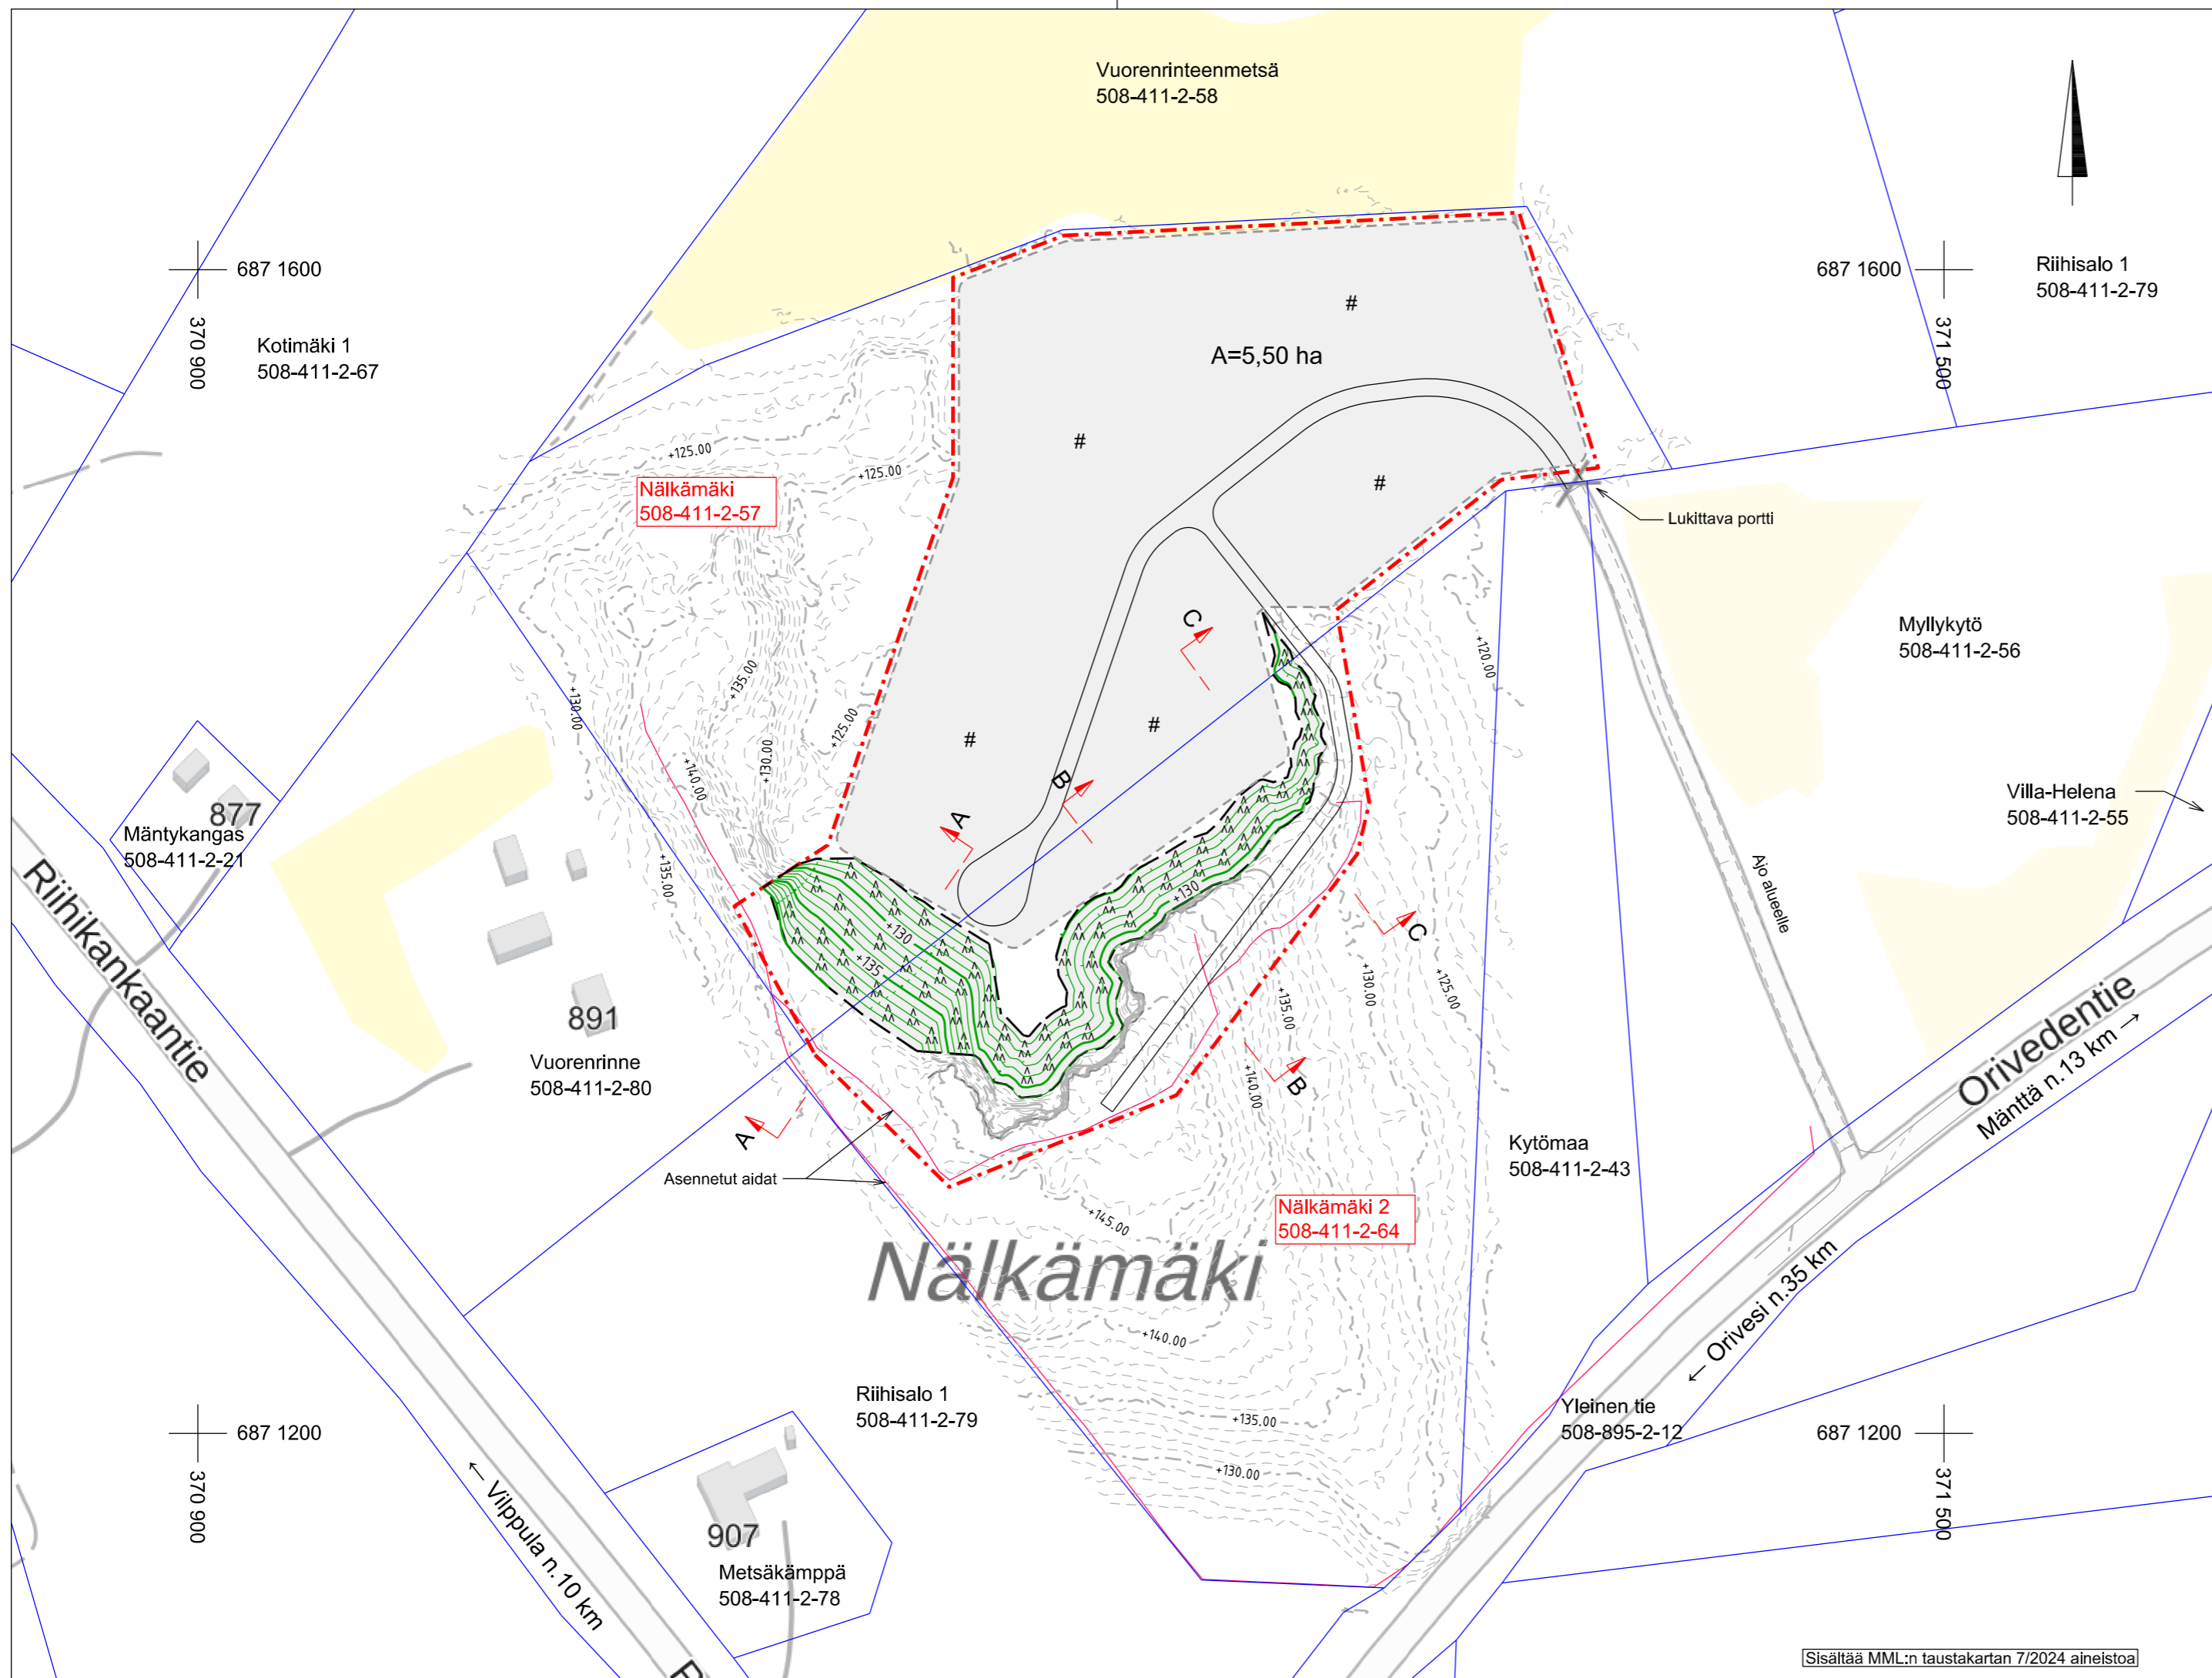 Vuorenrinteenmetsä
508-411-2-58
687 1600
370 900
Kotimäki 1
508-411-2-67
687 1600
371 500
Riihisalo 1
508-411-2-79
#
A=5,50 ha
#
#
+125.00
+125.00
Nälkämäki
508-411-2-57
Lukittava portti
Myllykytö
508-411-2-56
C
+120.00
+135.00
+130.00
+125.00
+130.00
+140.00
#
#
B
A
877
Mäntykangas
508-411-2-21
Villa-Helena
508-411-2-55
+135.00
Ajo alueelle
+130
+130
+135
C
Riihikankaantie
891
Vuorenrinne
508-411-2-80
+130.00
+125.00
+135.00
+140.00
B
A
Orivedentie
Mänttä n.13 km →
Kytömaa
508-411-2-43
Asennetut aidat
+145.00
Nälkämäki 2
508-411-2-64
Nälkämäki
+140.00
← Orivesi n.35 km
Riihisalo 1
508-411-2-79
+135.00
Yleinen tie
508-895-2-12
687 1200
370 900
687 1200
371 500
+130.00
← Vilppula n.10 km
907
Metsäkämppä
508-411-2-78
Sisältää MML:n taustakartan 7/2024 aineistoa